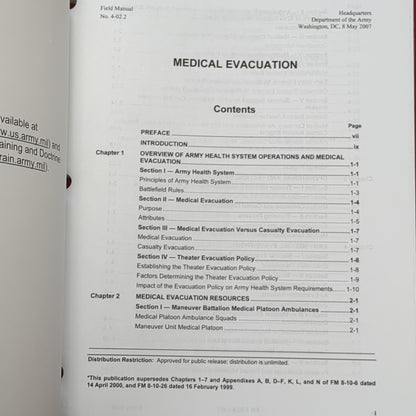 vailable at
w.us.army.mil) and
aining and Doctrine
rain.army.mil).
Field Manual
No. 4-02.2
Headquarters
Department of the Army
Washington, DC, 8 May 2007
MEDICAL EVACUATION
Contents
Page
PREFACE vii
INTRODUCTION ix
Chapter 1 OVERVIEW OF ARMY HEALTH SYSTEM OPERATIONS AND MEDICAL
EVACUATION 1-1
Section I — Army Health System 1-1
Principles of Army Health System 1-1
Battlefield Rules 1-3
Section II — Medical Evacuation 1-4
Purpose 1-4
Attributes 1-5
Section III — Medical Evacuation Versus Casualty Evacuation 1-7
Medical Evacuation 1-7
Casualty Evacuation 1-7
Section IV — Theater Evacuation Policy 1-8
Establishing the Theater Evacuation Policy 1-8
Factors Determining the Theater Evacuation Policy 1-9
Impact of the Evacuation Policy on Army Health System Requirements 1-10
Chapter 2 MEDICAL EVACUATION RESOURCES 2-1
Section I — Maneuver Battalion Medical Platoon Ambulances 2-1
Medical Platoon Ambulance Squads 2-1
Maneuver Unit Medical Platoon 2-1
Distribution Restriction: Approved for public release; distribution is unlimited.
*This publication supersedes Chapters 1–7 and Appendixes A, B, D–F, K, L, and N of FM 8-10-6 dated
14 April 2000, and FM 8-10-26 dated 16 February 1999.